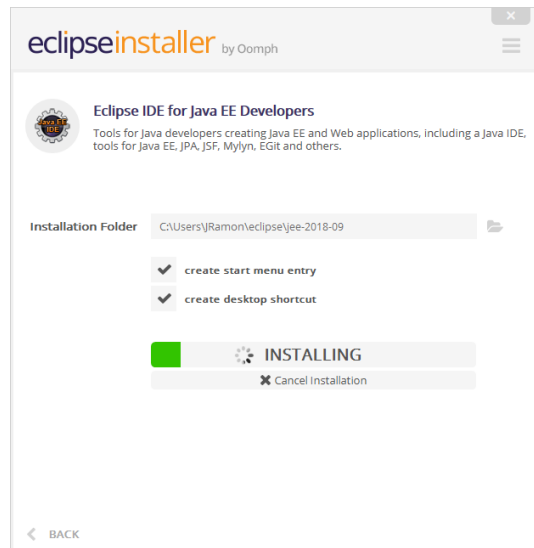 eclipseinstaller by Oomph
Java EE
IDE
Eclipse IDE for Java EE Developers
Tools for Java developers creating Java EE and Web applications, including a Java IDE,
tools for Java EE, JPA, JSF, Mylyn, EGit and others.
Installation Folder C:\Users\JRamon\eclipse\jee-2018-09
create start menu entry
create desktop shortcut
INSTALLING
Cancel Installation
BACK